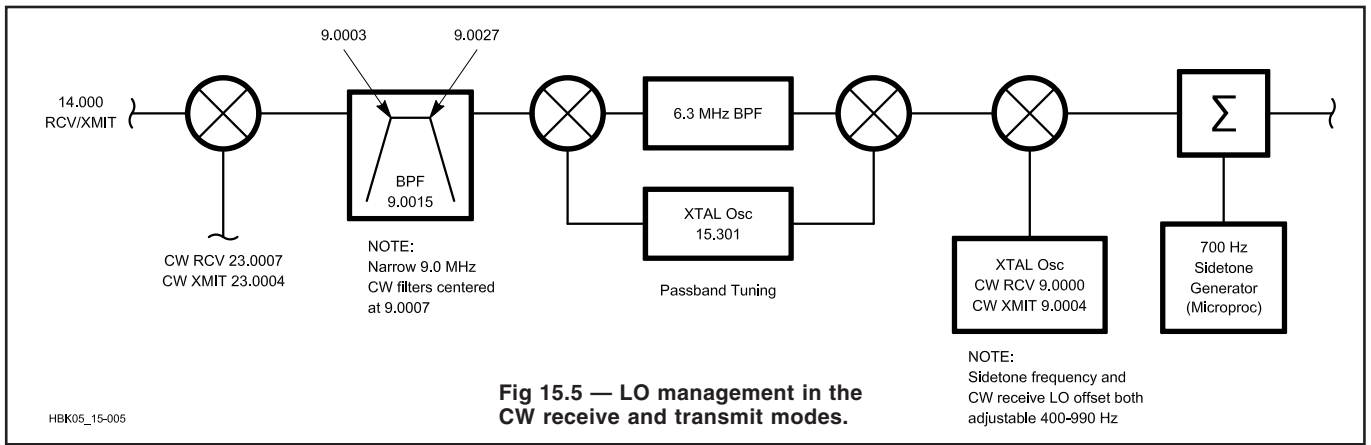 9.0003
9.0027
14.000
RCV/XMIT
BPF
9.0015
6.3 MHz BPF
Σ
XTAL Osc
15.301
CW RCV 23.0007
CW XMIT 23.0004
NOTE:
Narrow 9.0 MHz
CW filters centered
at 9.0007
Passband Tuning
XTAL Osc
CW RCV 9.0000
CW XMIT 9.0004
700 Hz
Sidetone
Generator
(Microproc)
NOTE:
Sidetone frequency and
CW receive LO offset both
adjustable 400-990 Hz
Fig 15.5 — LO management in the
CW receive and transmit modes.
HBK05_15-005